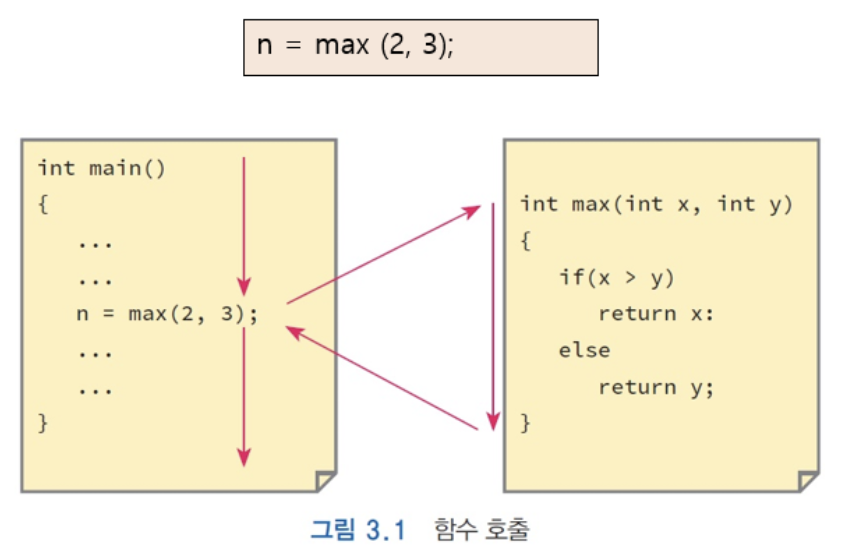 n = max (2, 3);
int main()
{
...
...
n = max(2, 3);
...
...
}
int max(int x, int y)
{
if(x > y)
return x:
else
return y;
}
그림 3.1 함수 호출